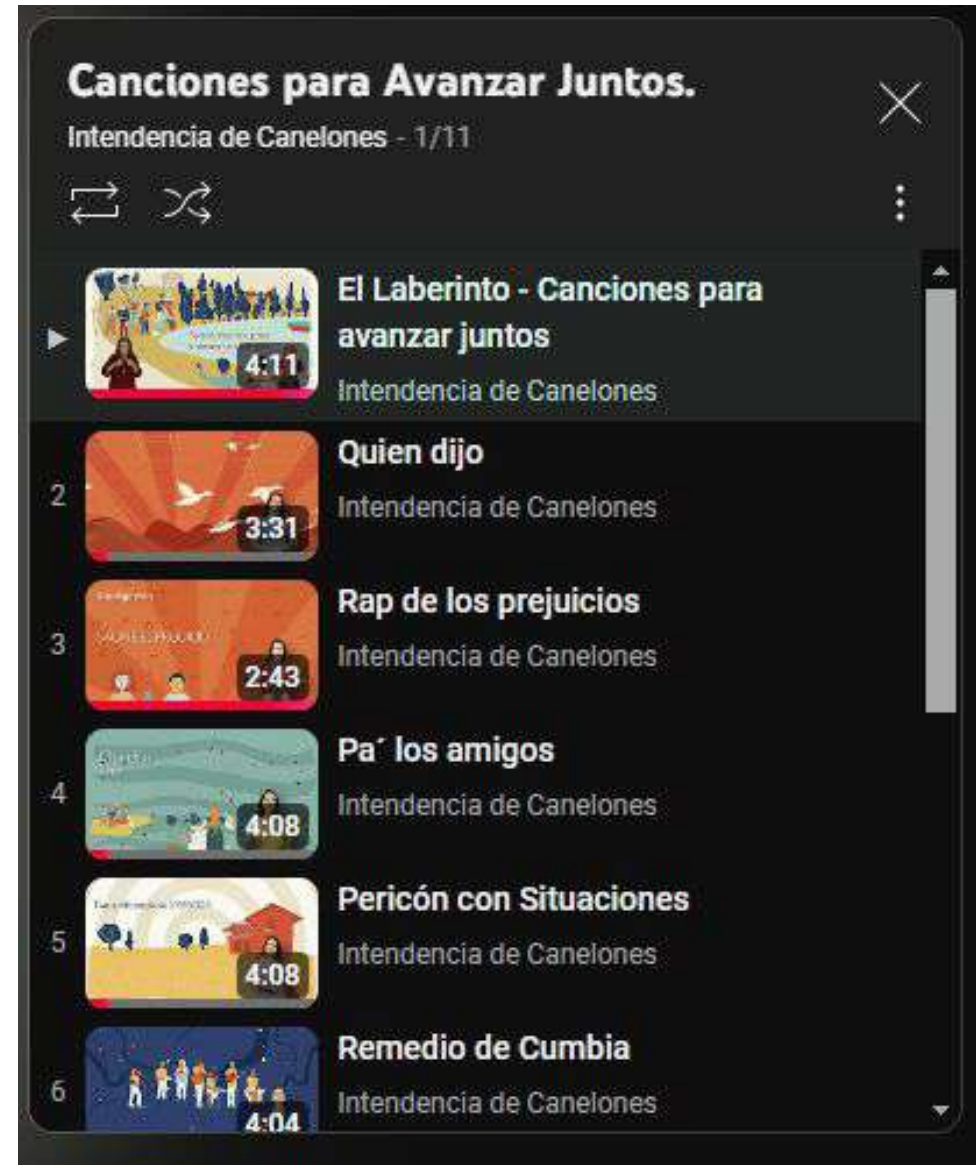 Canciones para Avanzar Juntos.
Intendencia de Canelones - 1/11
El Laberinto - Canciones para
avanzar juntos
Intendencia de Canelones
4:11
2
Quien dijo
Intendencia de Canelones
3:31
3
Rap de los prejuicios
Intendencia de Canelones
2:43
4
Pa´ los amigos
Intendencia de Canelones
4:08
5
Pericón con Situaciones
Intendencia de Canelones
4:08
6
Remedio de Cumbia
Intendencia de Canelones
4:04